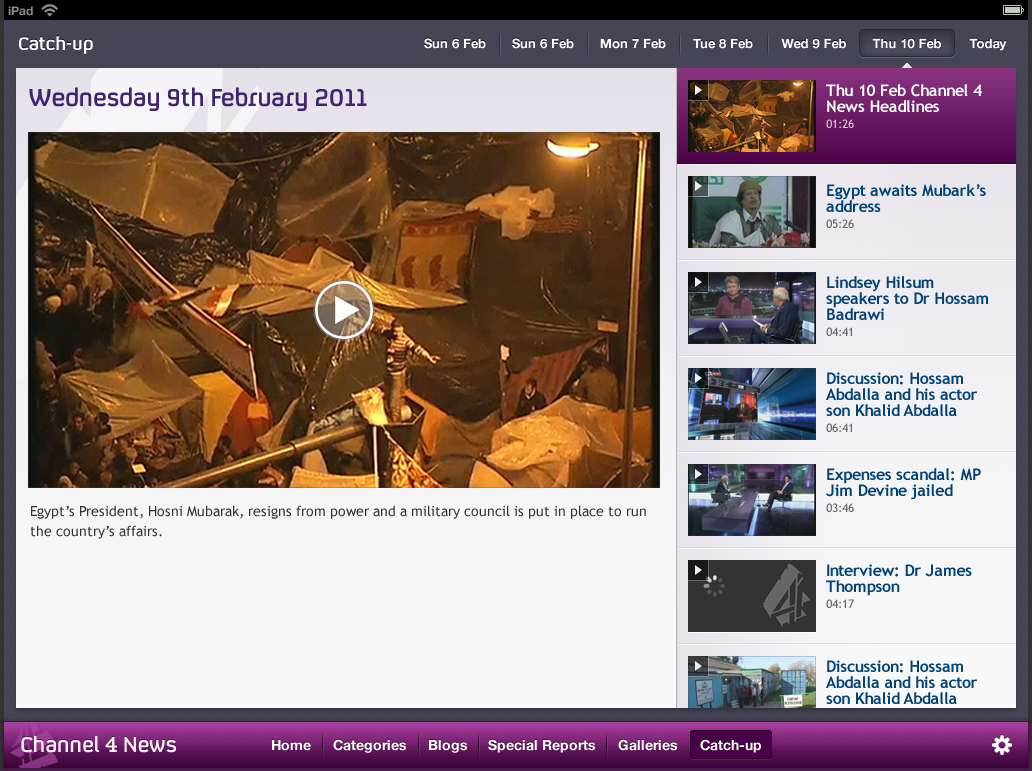 iPad
Catch-up
Sun 6 Feb
Sun 6 Feb
Mon 7 Feb
Tue 8 Feb
Wed 9 Feb
Thu 10 Feb
Today
Wednesday 9th February 2011
Egypt's President, Hosni Mubarak, resigns from power and a military council is put in place to run
the country's affairs.
Thu 10 Feb Channel 4
News Headlines
01:26
Egypt awaits Mubark's
address
05:26
Lindsey Hilsum
speakers to Dr Hossam
Badrawi
04:41
Discussion: Hossam
Abdalla and his actor
son Khalid Abdalla
06:41
Expenses scandal: MP
Jim Devine jailed
03:46
Interview: Dr James
Thompson
04:17
Discussion: Hossam
Abdalla and his actor
son Khalid Abdalla
Channel 4 News
Home
Categories
Blogs
Special Reports
Galleries
Catch-up